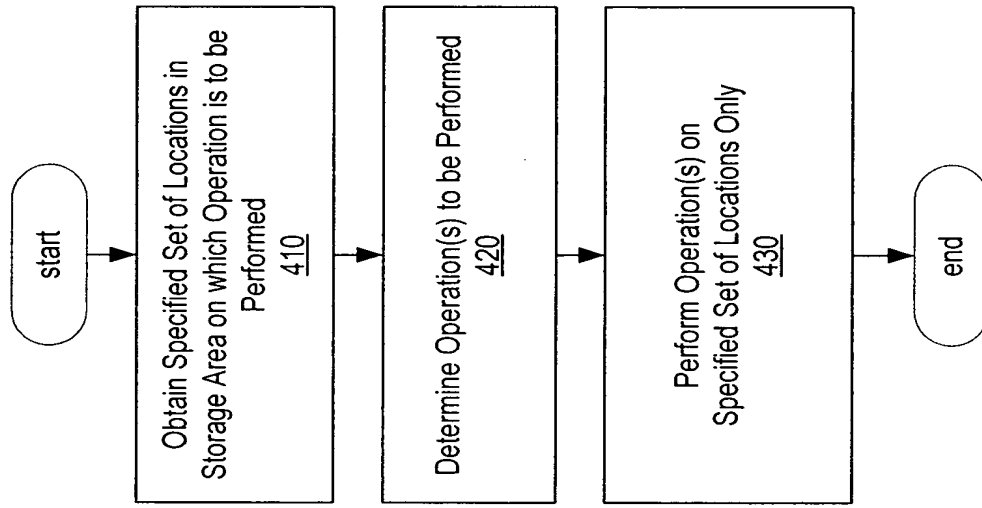 start
Obtain Specified Set of Locations in
Storage Area on which Operation is to be
Performed
410
Determine Operation(s) to be Performed
420
Perform Operation(s) on
Specified Set of Locations Only
430
end